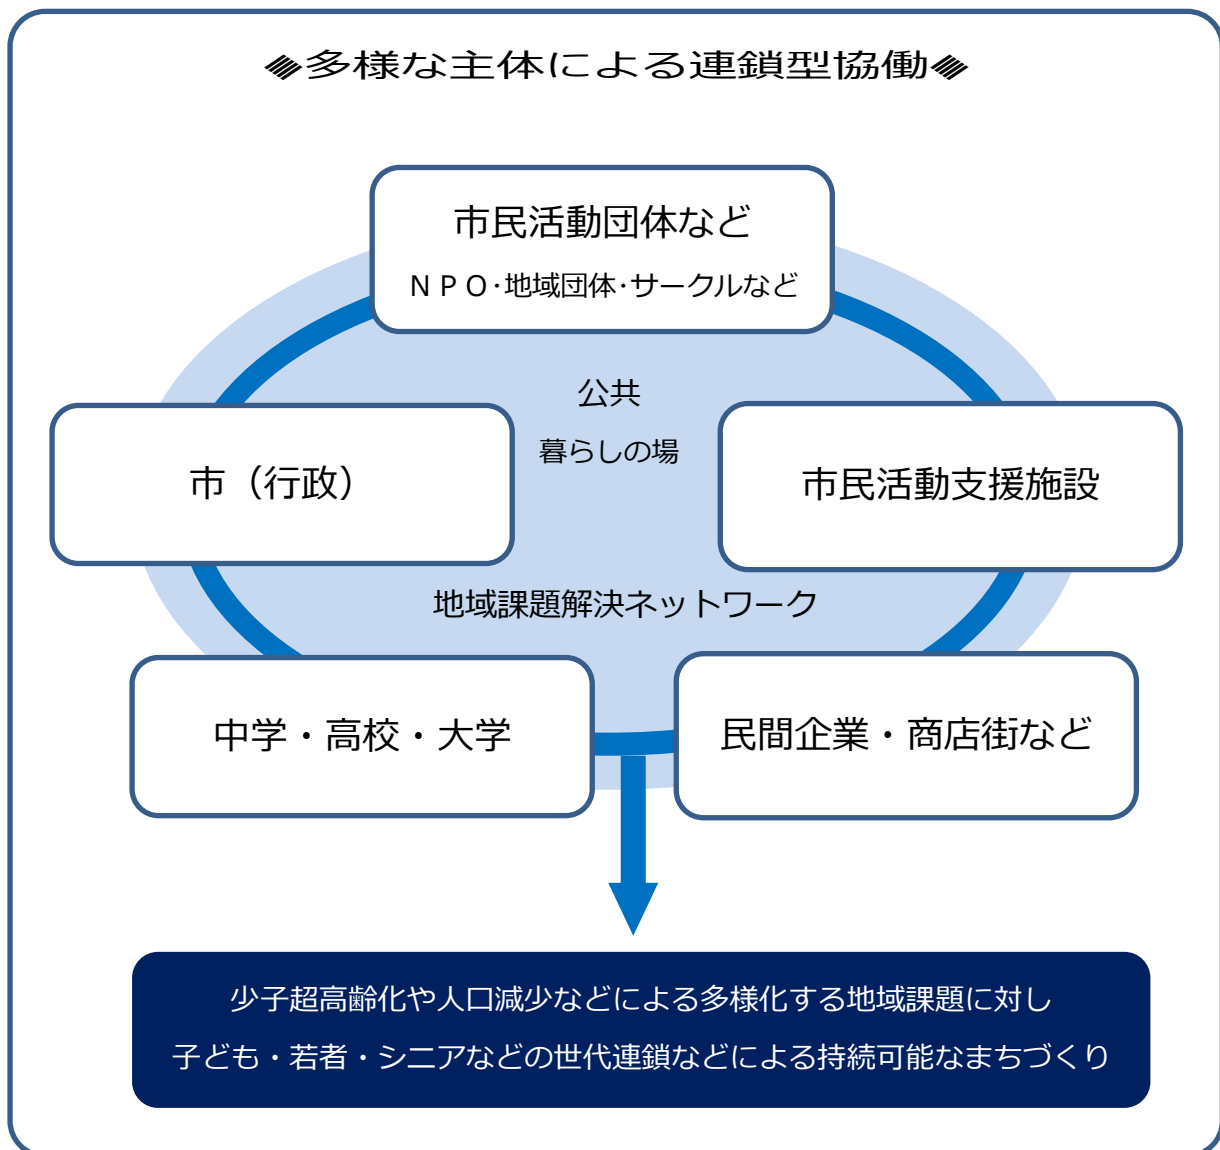 多様な主体による連鎖型協働
市民活動団体など
ＮＰＯ･地域団体･サークルなど
公共
暮らしの場
市（行政）
市民活動支援施設
地域課題解決ネットワーク
中学・高校・大学
民間企業・商店街など
少子超高齢化や人口減少などによる多様化する地域課題に対し
子ども・若者・シニアなどの世代連鎖などによる持続可能なまちづくり